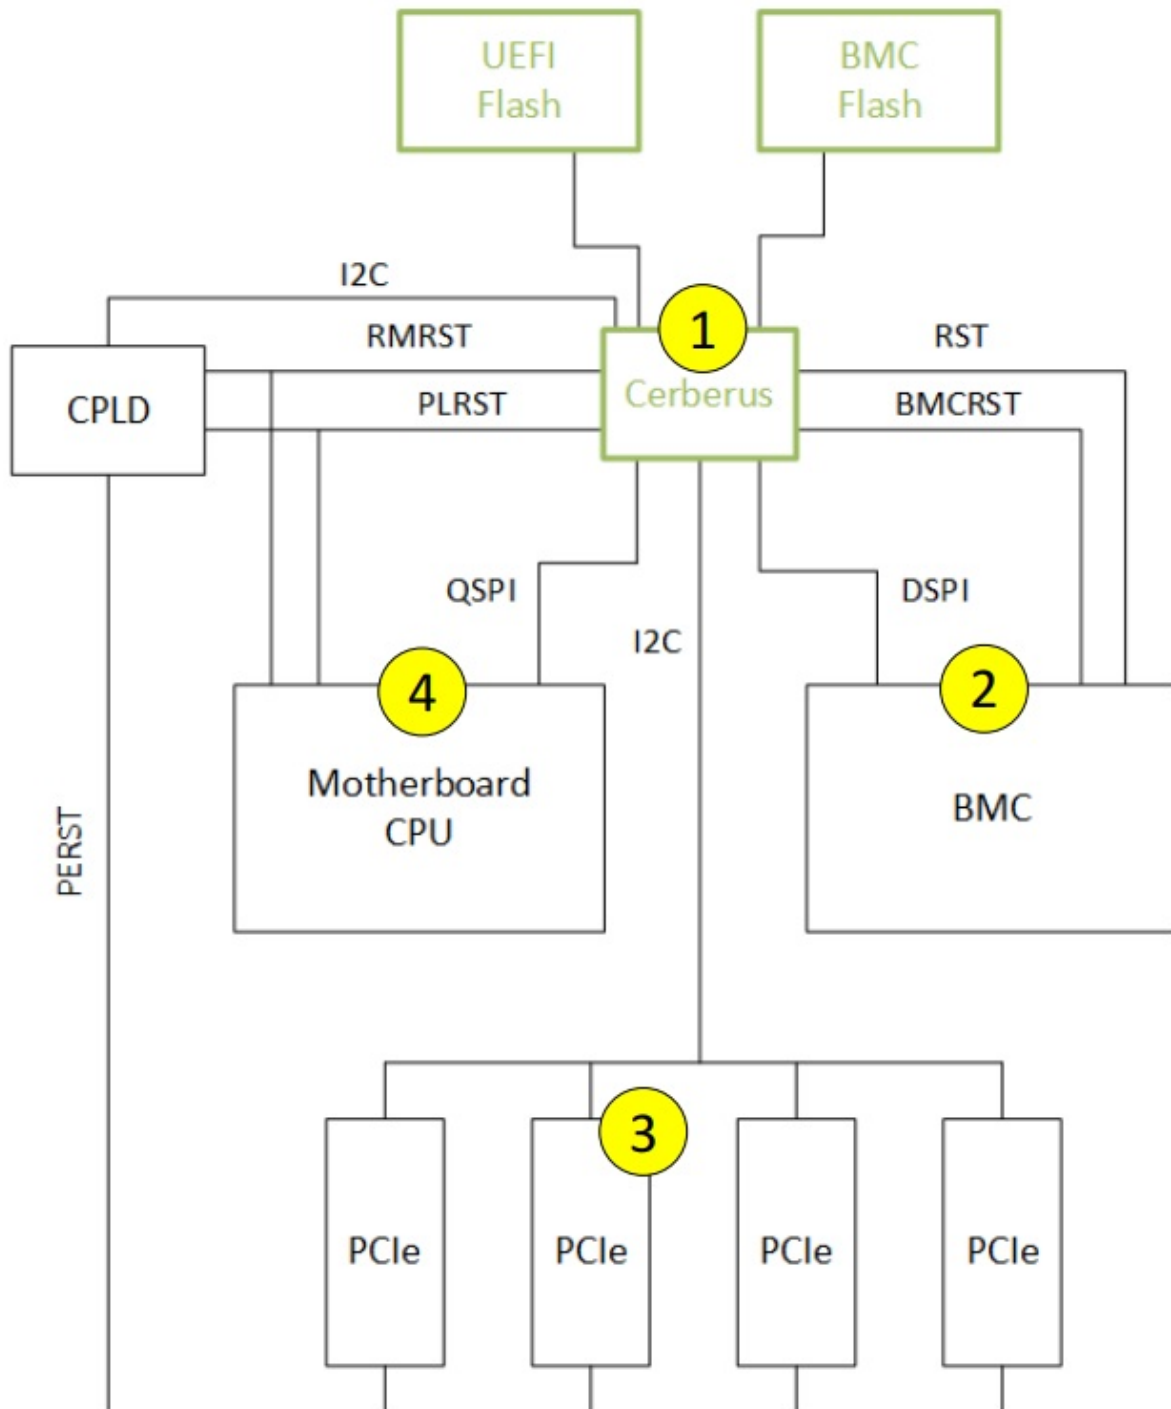 UEFI
Flash
BMC
Flash
I2C
1
RMRST
RST
CPLD
PLRST
Cerberus
BMCRST
QSPI
DSPI
I2C
4
2
Motherboard
CPU
BMC
PERST
3
PCIe
PCIe
PCIe
PCIe